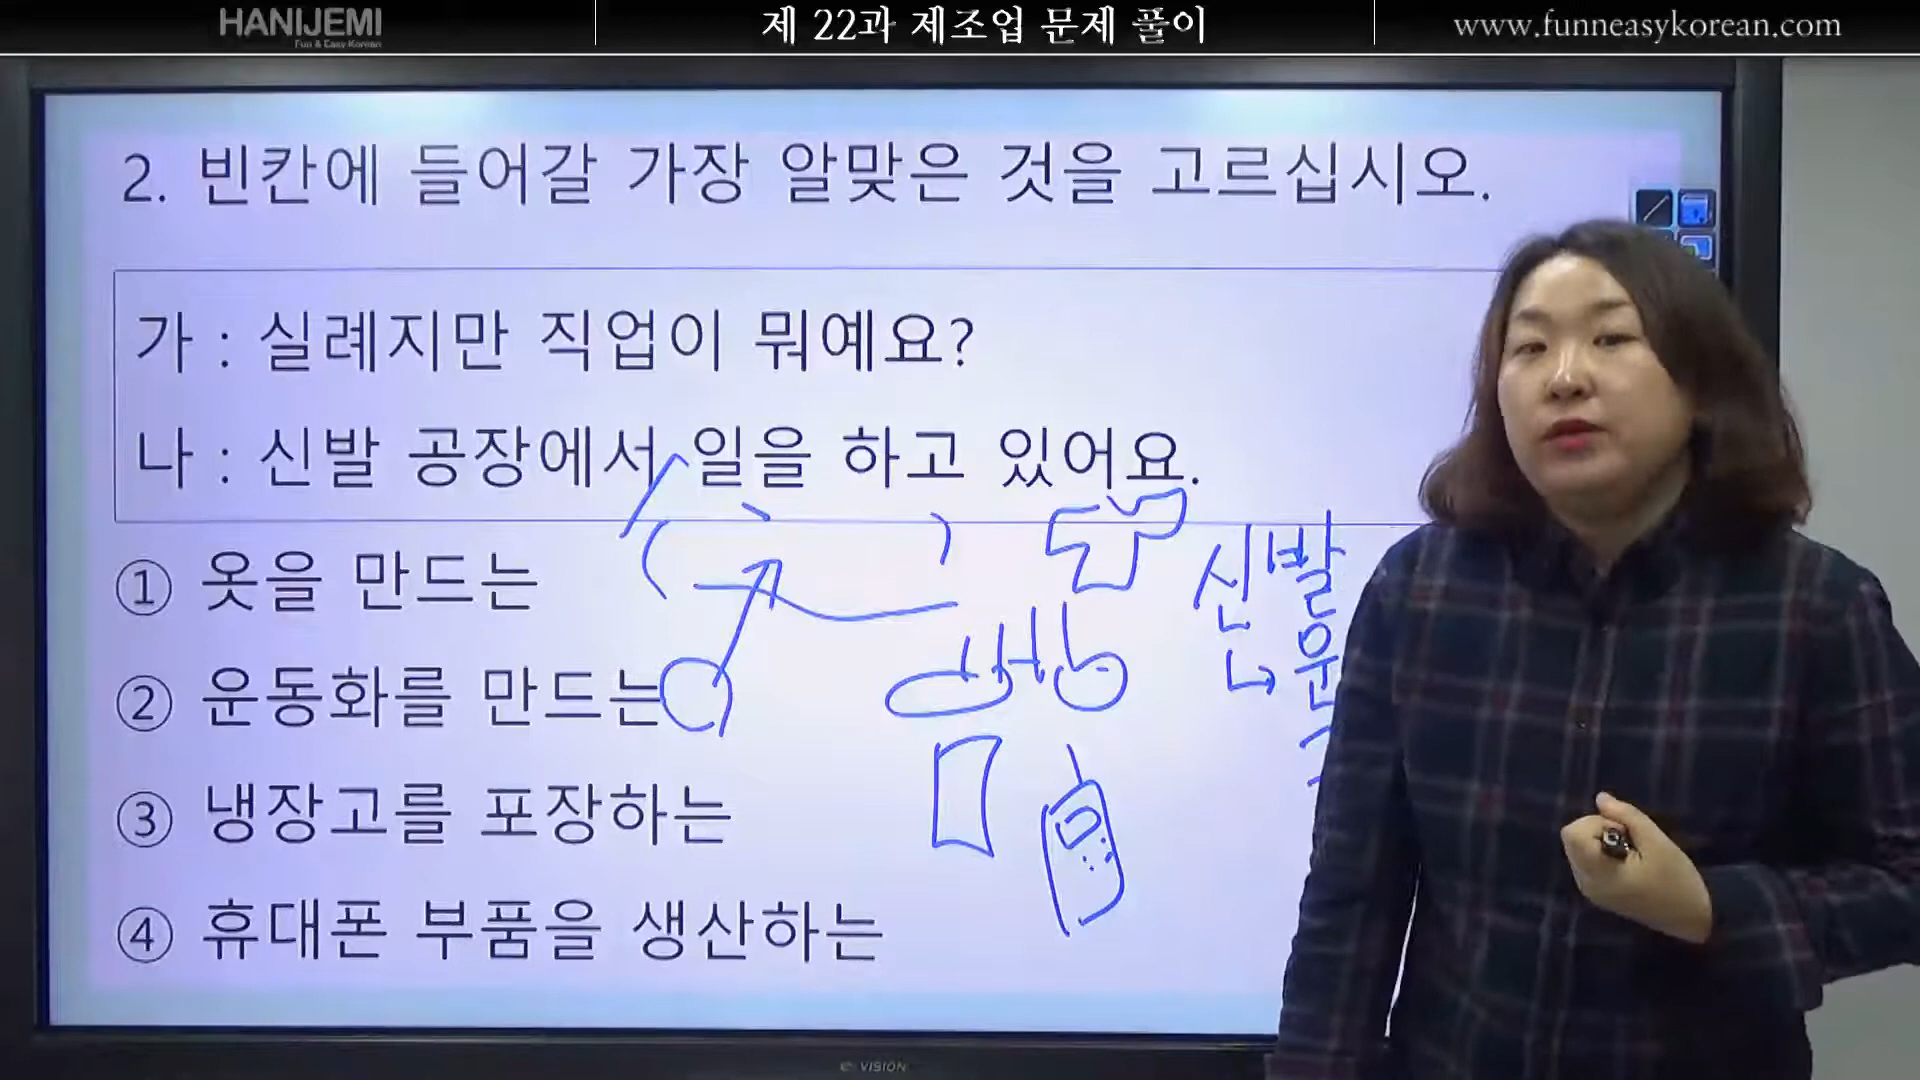 HANIJEMI
Fun & Easy Korean
제 22과 제조업 문제 풀이
www.funneasykorean.com
2. 빈칸에 들어갈 가장 알맞은 것을 고르십시오.
가 : 실례지만 직업이 뭐예요?
나 : 신발 공장에서 일을 하고 있어요.
신발
① 옷을 만드는
② 운동화를 만드는
→ 운
③ 냉장고를 포장하는
④ 휴대폰 부품을 생산하는
VISION